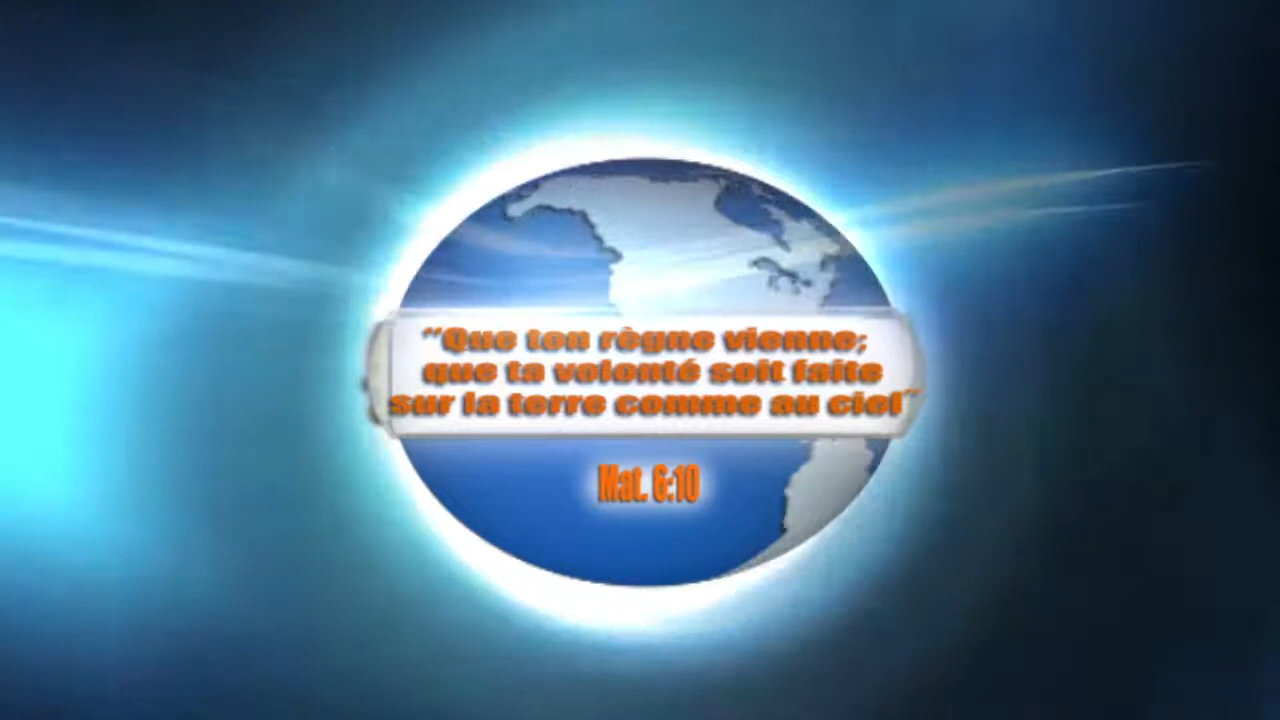 "Que ton règne vienne;
que ta volonté soit faite
sur la terre comme au ciel"
Mat. 6:10